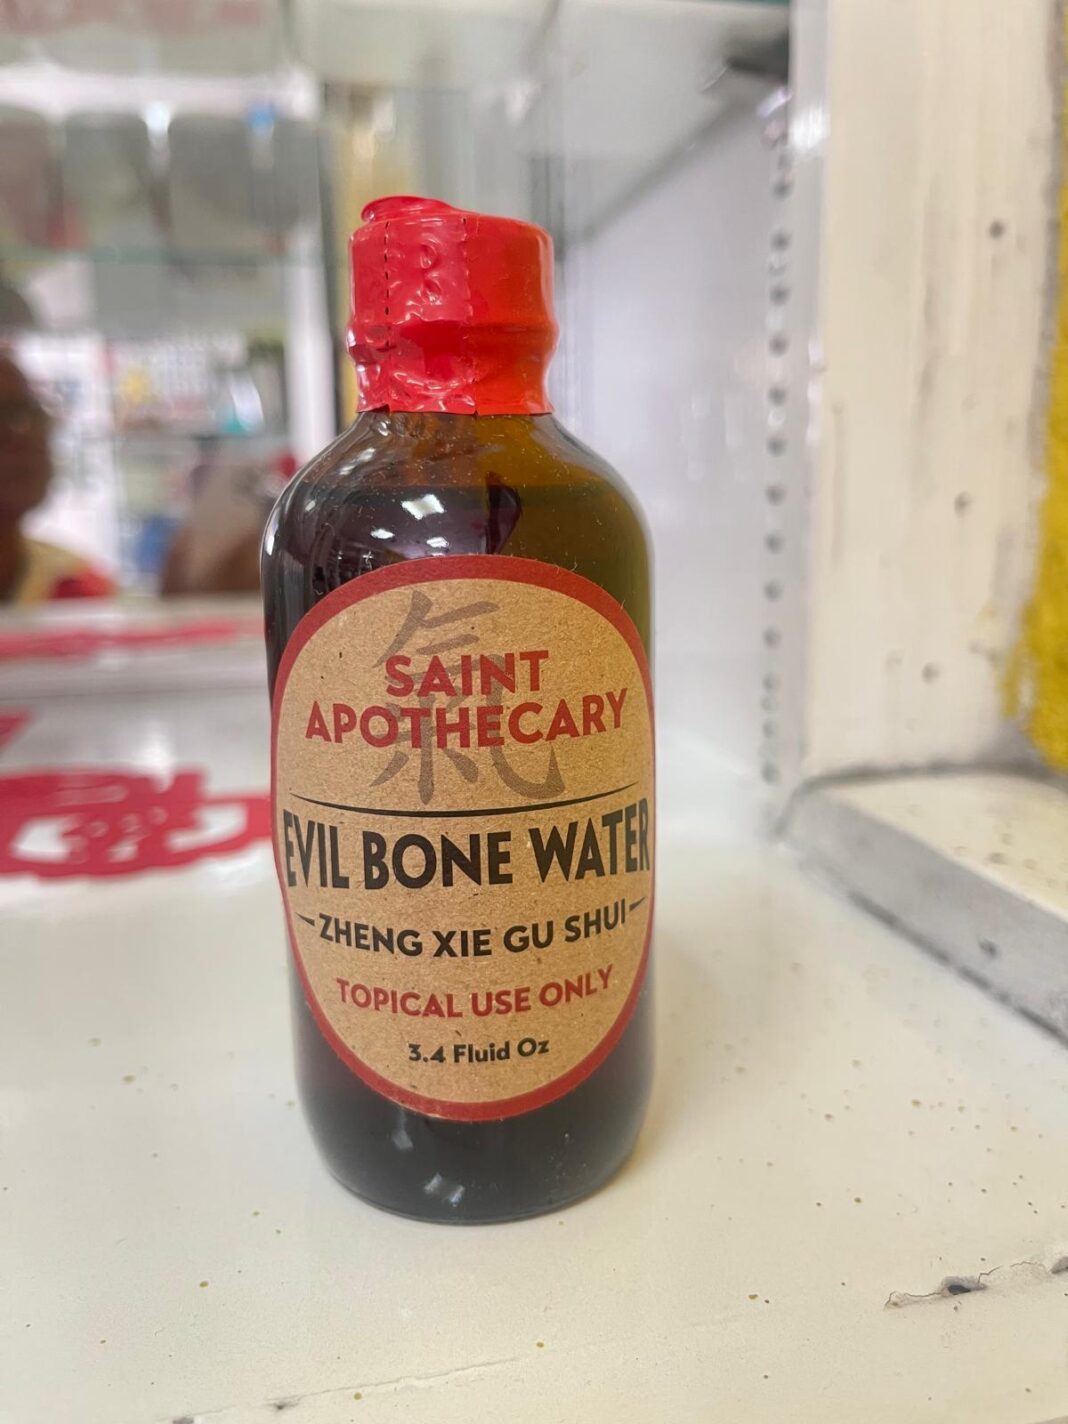 氣
SAINT
APOTHECARY
EVIL BONE WATER
ZHENG XIE GU SHUI
TOPICAL USE ONLY
3.4 Fluid Oz